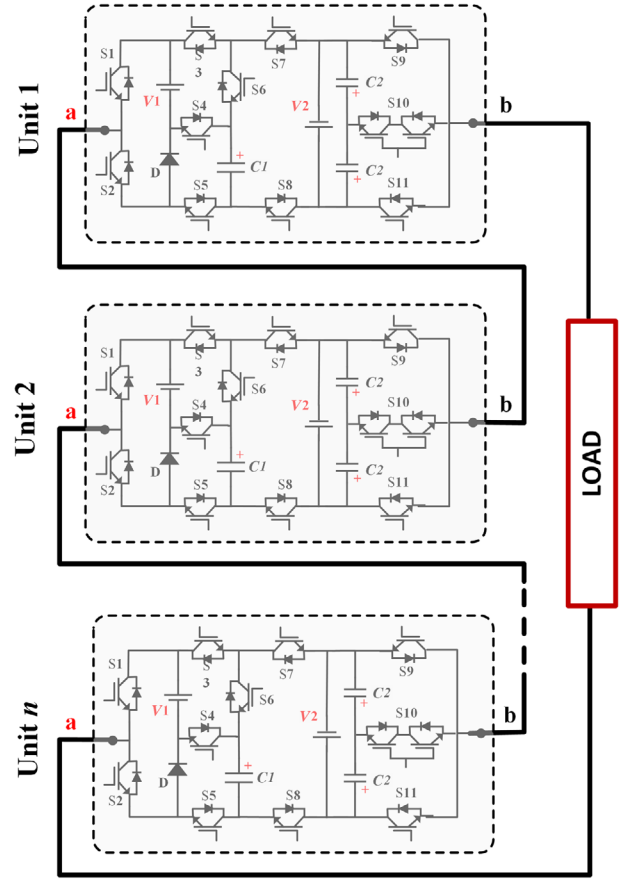 Unit 1
a
b
S1
S2
V1
D
S
3
S4
S5
S6
C1
S7
S8
V2
C2
C2
S9
S10
S11
+
+
+
Unit 2
a
b
S1
S2
V1
D
S
3
S4
S5
S6
C1
S7
S8
V2
C2
C2
S9
S10
S11
+
+
+
Unit n
a
b
S1
S2
V1
D
S
3
S4
S5
S6
C1
S7
S8
V2
C2
C2
S9
S10
S11
+
+
+
LOAD